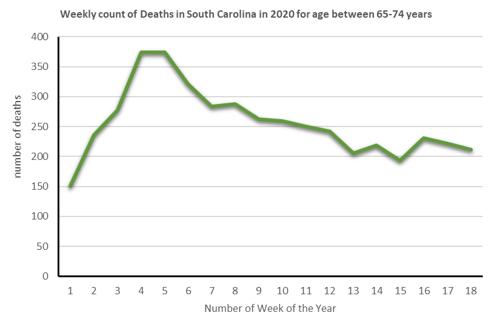 Weekly count of Deaths in South Carolina in 2020 for age between 65-74 years
number of deaths
400
350
300
250
200
150
100
50
0
1 2 3 4 5 6 7 8 9 10 11 12 13 14 15 16 17 18
Number of Week of the Year